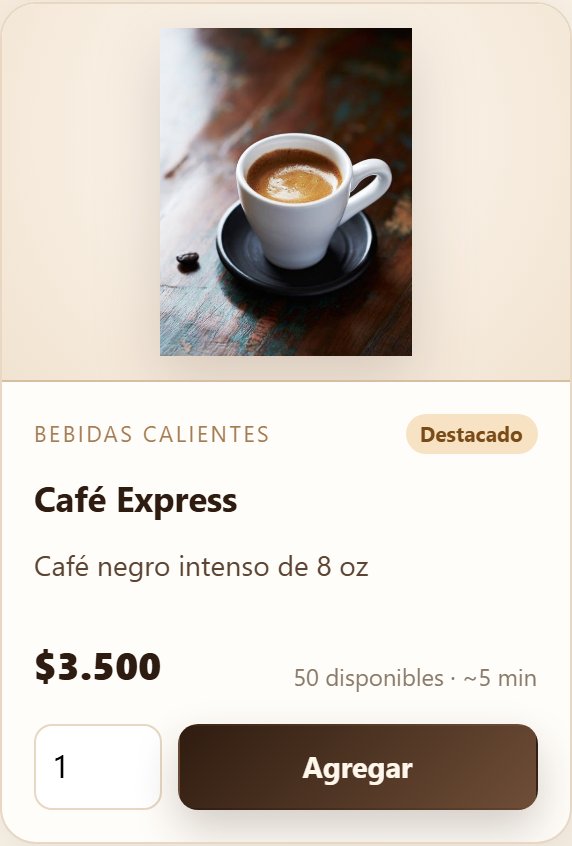 BEBIDAS CALIENTES
Destacado
Café Express
Café negro intenso de 8 oz
$3.500
50 disponibles · ~5 min
1
Agregar